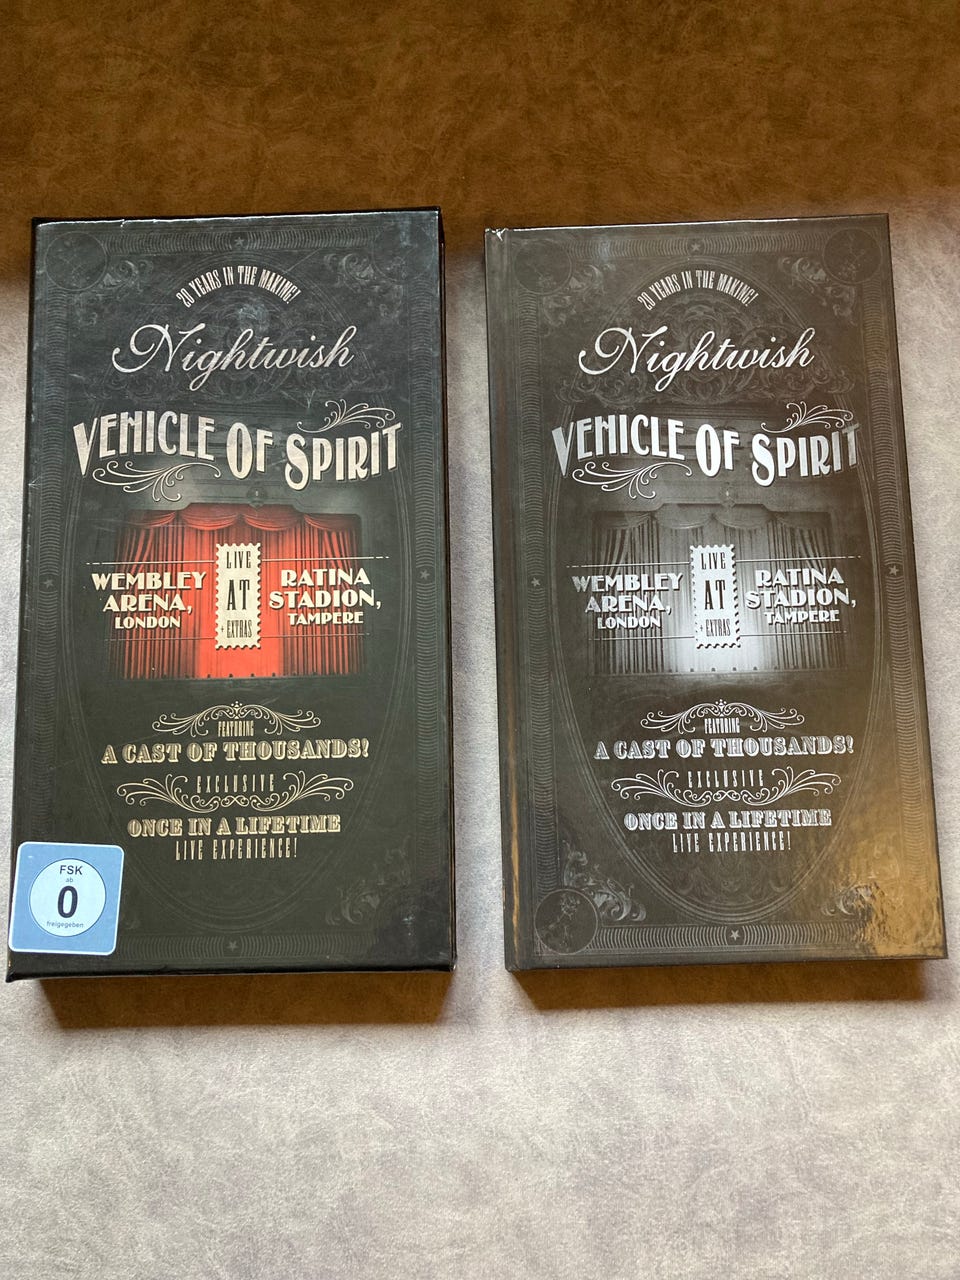 20 YEARS IN THE MAKING!
Nightwish
VEHICLE OF SPIRIT
LIVE
AT
+ EXTRAS
WEMBLEY
ARENA,
LONDON
RATINA
STADION,
TAMPERE
FEATURING
A CAST OF THOUSANDS!
EXCLUSIVE
ONCE IN A LIFETIME
LIVE EXPERIENCE!
FSK
ab
0
freigegeben
20 YEARS IN THE MAKING!
Nightwish
VEHICLE OF SPIRIT
LIVE
AT
+ EXTRAS
WEMBLEY
ARENA,
LONDON
RATINA
STADION,
TAMPERE
FEATURING
A CAST OF THOUSANDS!
EXCLUSIVE
ONCE IN A LIFETIME
LIVE EXPERIENCE!